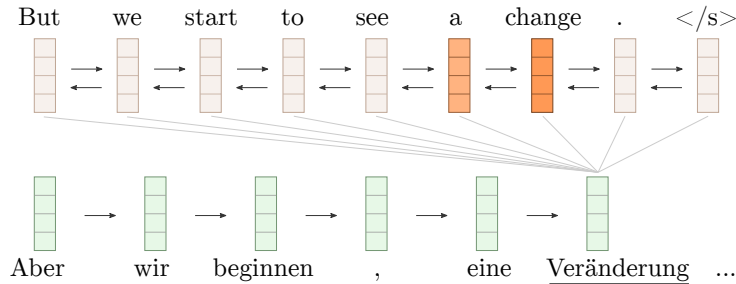 But we start to see a change . </s>
Aber wir beginnen , eine Veränderung ...